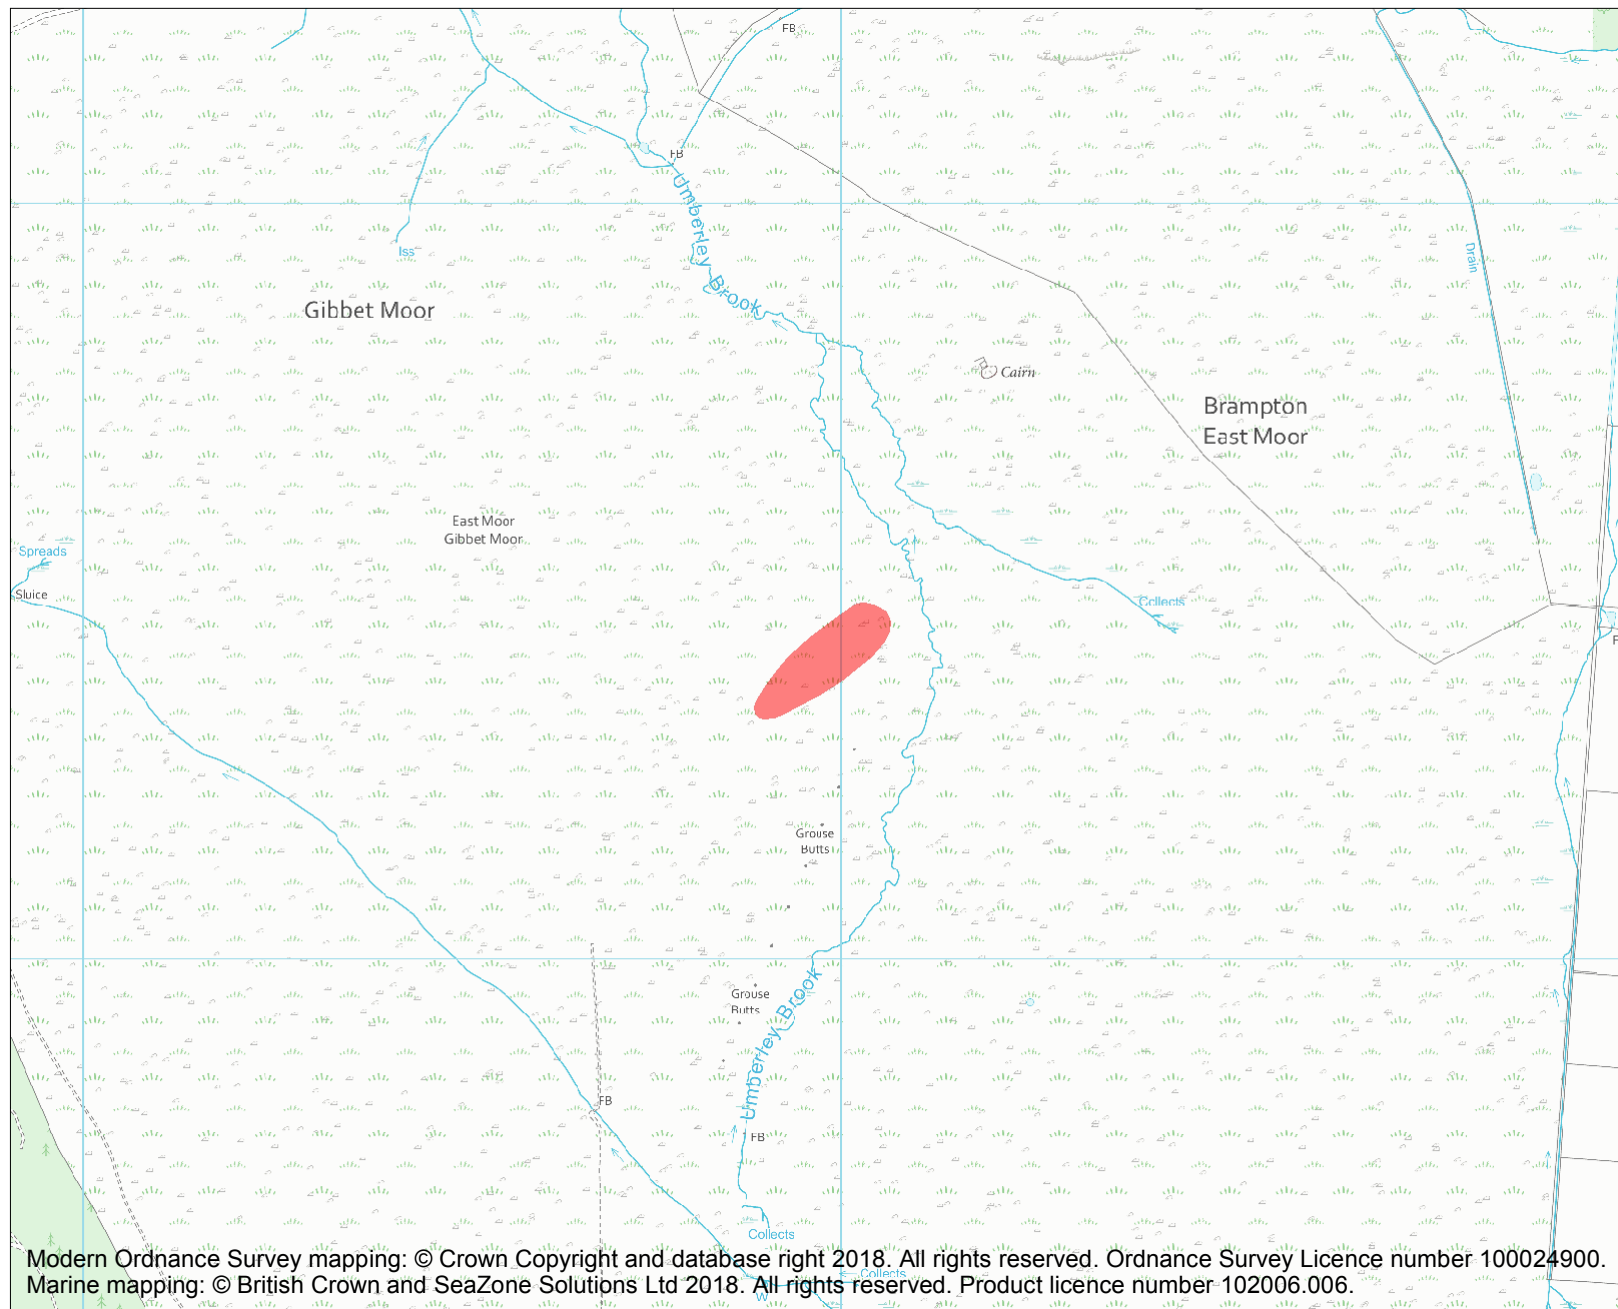 FB
FB
Umberley Brook
Iss
Drain
Gibbet Moor
Cairn
Brampton
East Moor
East Moor
Gibbet Moor
Spreads
Sluice
Collects
F
Grouse
Butts
Grouse
Butts
Umberley Brook
FB
FB
Collects
Collects
W
Modern Ordnance Survey mapping: © Crown Copyright and database right 2018. All rights reserved. Ordnance Survey Licence number 100024900.
Marine mapping: © British Crown and SeaZone Solutions Ltd 2018. All rights reserved. Product licence number 102006.006.